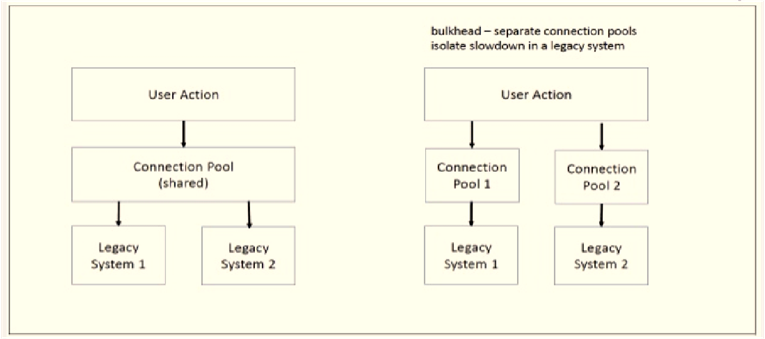 bulkhead – separate connection pools
isolate slowdown in a legacy system
User Action
Connection Pool
(shared)
Legacy
System 1
Legacy
System 2
User Action
Connection
Pool 1
Connection
Pool 2
Legacy
System 1
Legacy
System 2